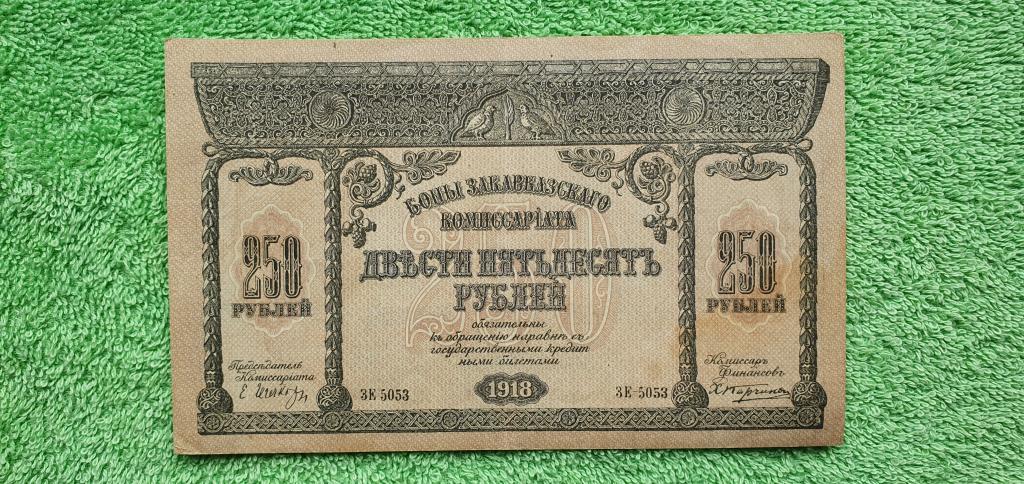 Боны Закавказскаго
Коммиссаріата
Двѣсти пятьдесятъ
рублей
обязательны
къ обращенію наравнѣ съ
государственными кредит
ными билетами
250
рублей
250
рублей
Предсѣдатель
Комиссаріата
Комиссаръ
Финансовъ
ЗЕ 5053
1918
ЗЕ 5053